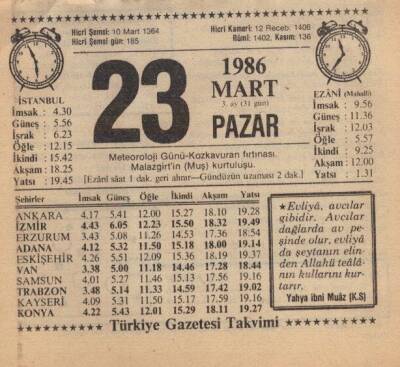 Hicri Şemsi: 10 Mart 1364
Hicri Şemsi gün: 185
Hicri Kameri: 12 Receb. 1406
Rûmî: 1402, Kasım: 136
23
1986
MART
3. ay (31 gün)
PAZAR
İSTANBUL
İmsak : 4.30
Güneş : 5.56
İşrak : 6.23
Öğle : 12.15
İkindi : 15.42
Akşam : 18.25
Yatsı : 19.45
EZÂNİ (Mahalli)
İmsak : 9.56
Güneş : 11.36
İşrak : 12.03
Öğle : 5.57
İkindi : 9.25
Akşam : 12.00
Yatsı : 1.31
Meteoroloji Günü-Kozkavuran fırtınası.
Malazgirt'in (Muş) kurtuluşu.
[Ezânî sâat 1 dak. geri alınır—Gündüzün uzaması 2 dak.]
Şehirler İmsak Güneş Öğle İkindi Akşam Yatsı
ANKARA 4.17 5.41 12.00 15.27 18.10 19.28
İZMİR 4.43 6.05 12.23 15.50 18.32 19.49
ERZURUM 3.43 5.08 11.26 14.53 17.36 18.54
ADANA 4.12 5.32 11.50 15.18 18.00 19.14
ESKİŞEHİR 4.26 5.51 12.09 15.36 18.19 19.37
VAN 3.38 5.00 11.18 14.46 17.28 18.44
SAMSUN 4.01 5.27 11.46 15.13 17.56 19.16
TRABZON 3.48 5.14 11.33 14.59 17.42 19.02
KAYSERİ 4.09 5.31 11.50 15.17 17.59 19.16
KONYA 4.22 5.43 12.01 15.29 18.11 19.27
★Evliyâ, avcılar
gibidir. Avcılar
dağlarda av pe-
şinde olur, evliyâ
da şeytanın elin-
den Allahü teâlâ-
nın kullarını kur-
tarır.
Yahya ibni Muâz (K.S)
★★★★★★★★★★ Türkiye Gazetesi Takvimi ★★★★★★★★★★